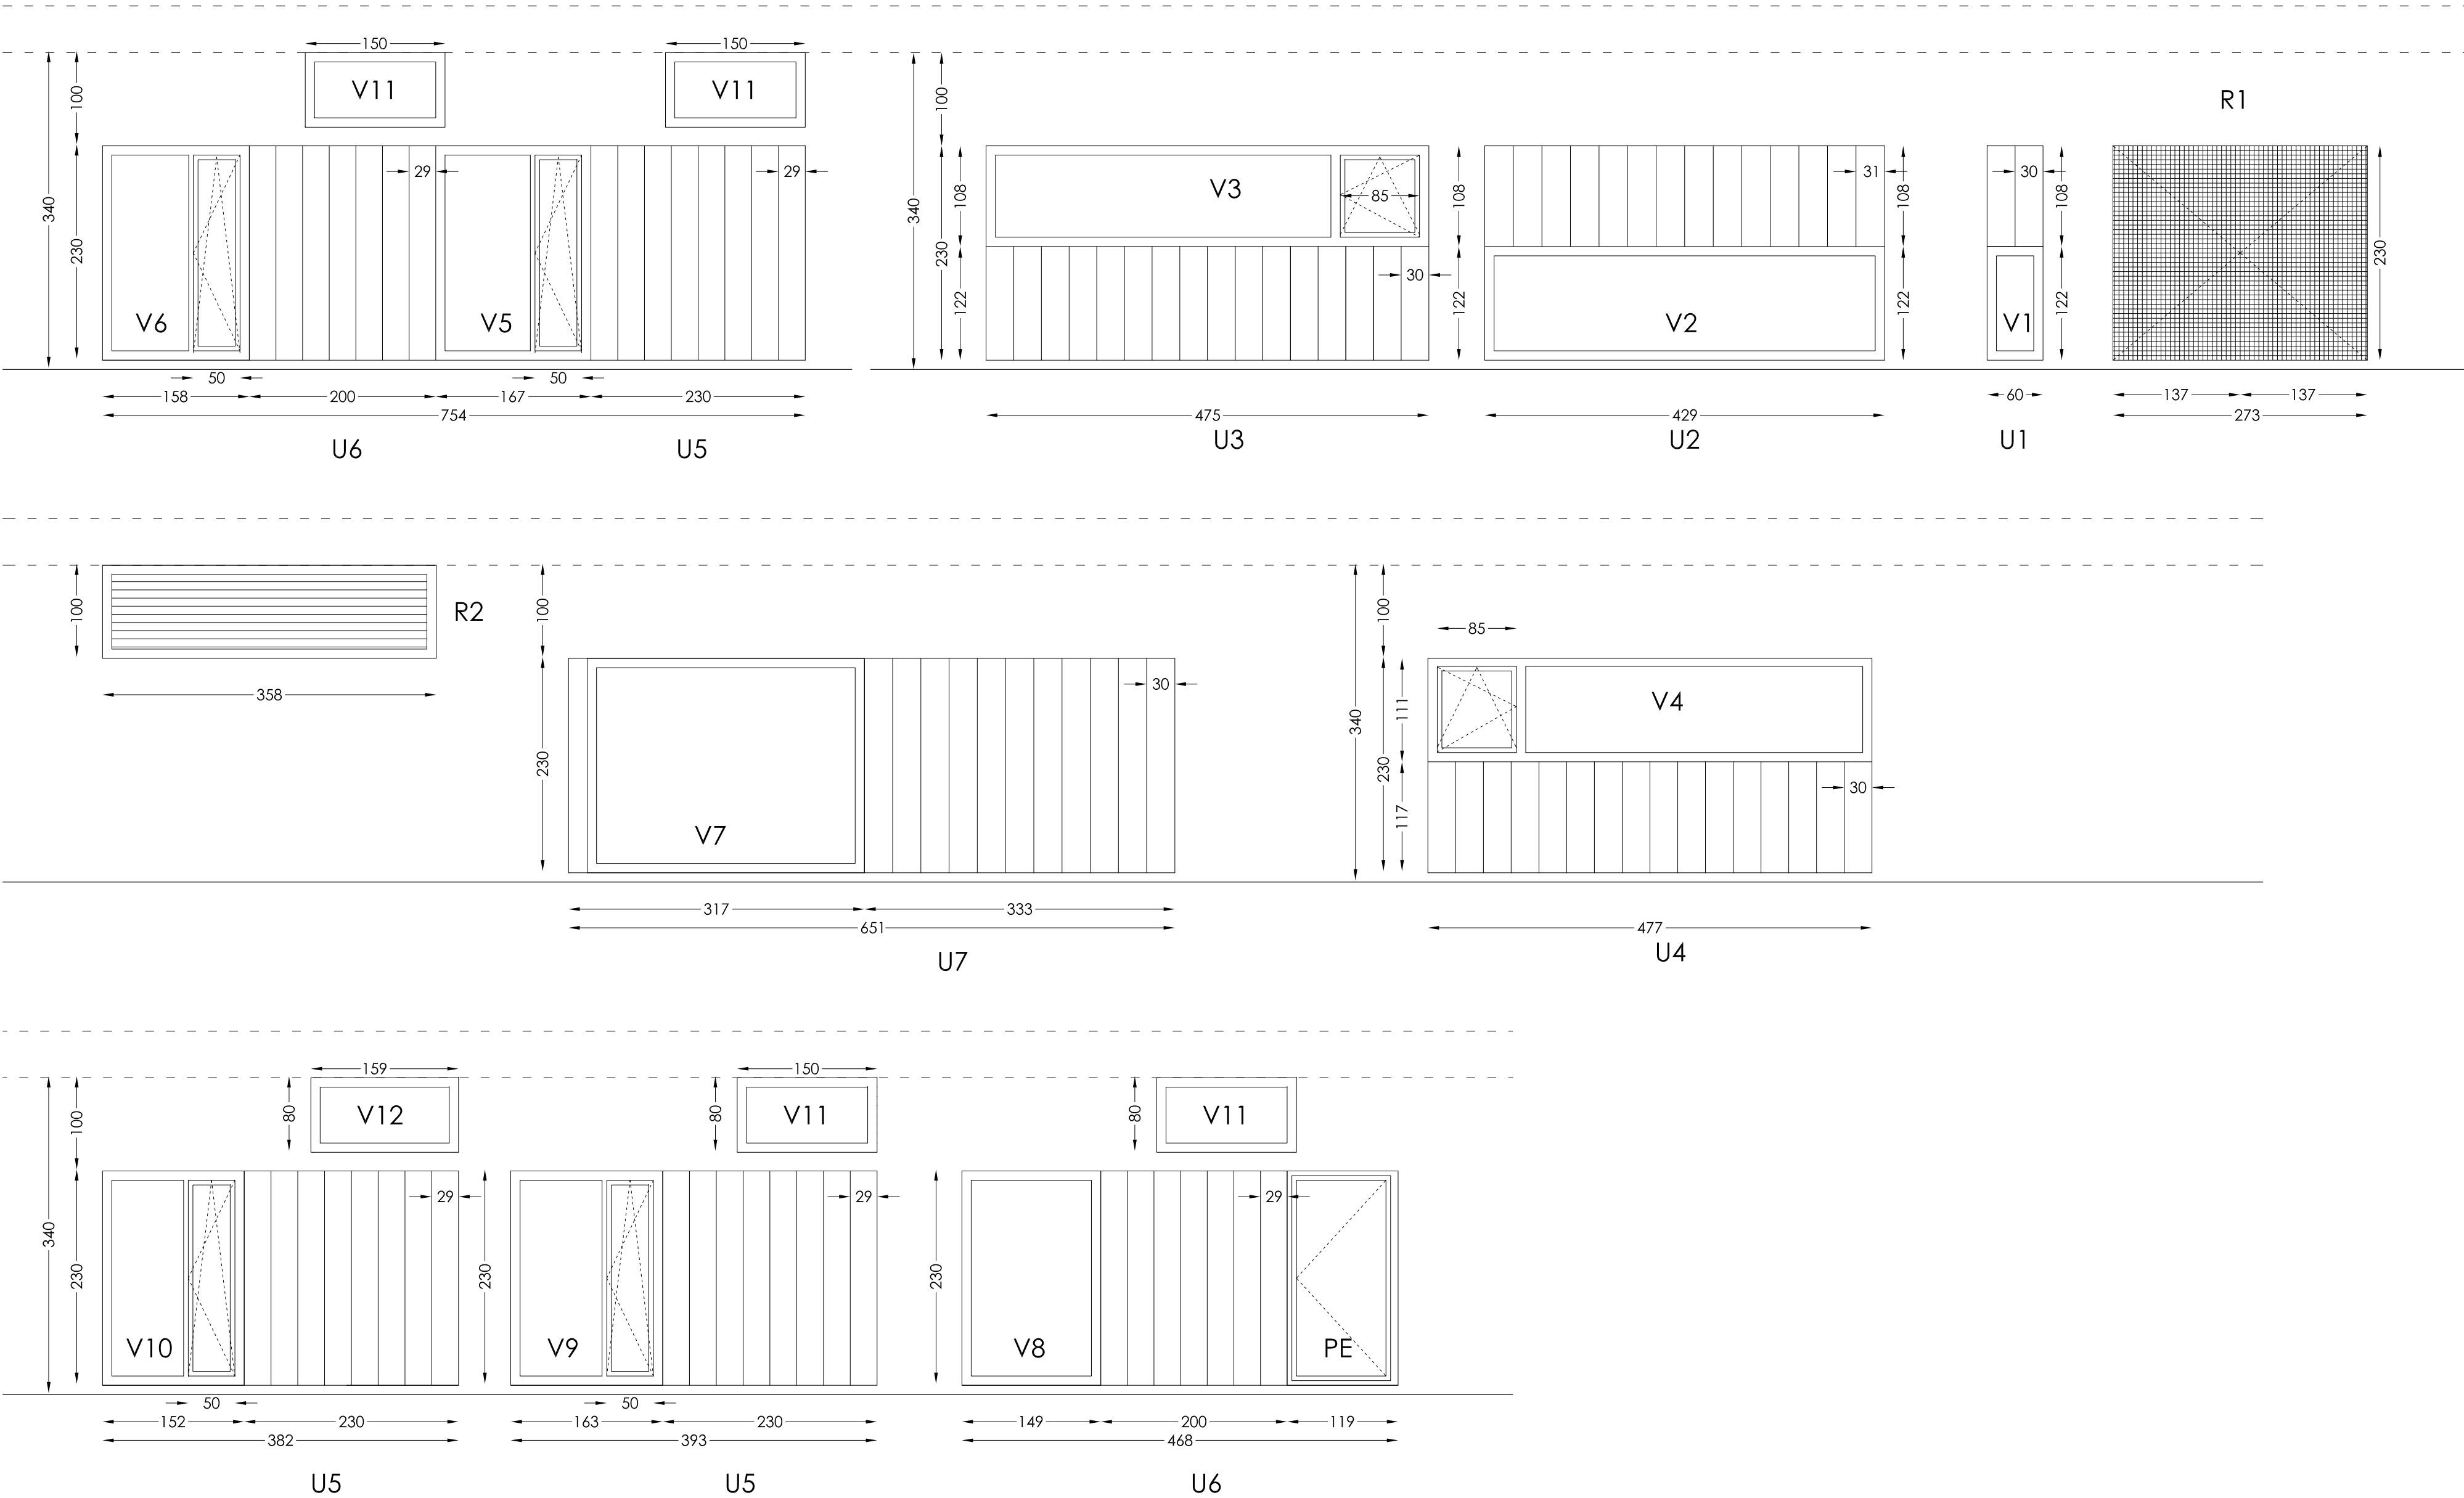 150 150
V11 V11
340 100 230
29 29
V6 V5
50 50
158 200 167 230
754
U6 U5
340 100 230
108 122
V3
85
30
108 122
31
V2
108 122
30
V1
108 122
R1
230
475
U3
429
U2
60
U1
137 137
273
100
R2
358
100
230
30
V7
317 333
651
U7
340 100 230
85
111 117
V4
30
477
U4
159
340 100 230
80
V12
29
V10
50
152 230
382
U5
150
80
V11
230
29
V9
50
163 230
393
U5
80
V11
230
29
V8 PE
149 200 119
468
U6